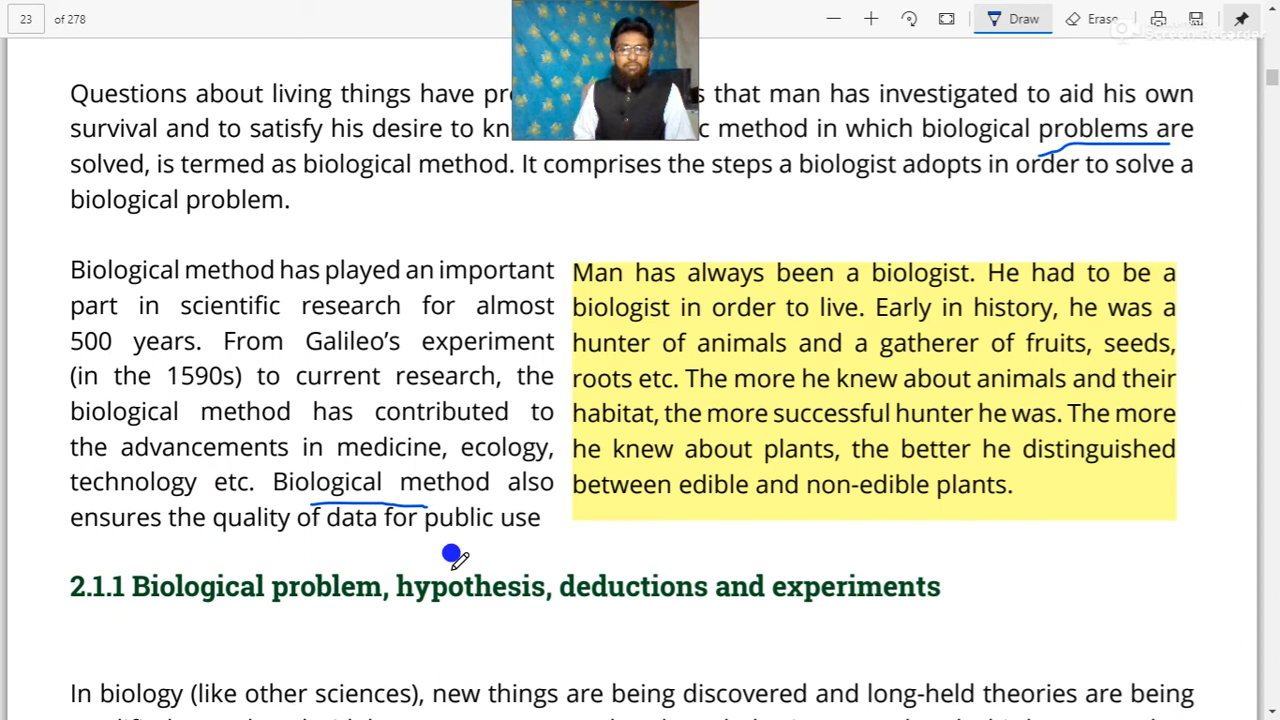 23 of 278 Draw Erase
Screen Recorder
Questions about living things have that man has investigated to aid his own
survival and to satisfy his desire to method in which biological problems are
solved, is termed as biological method. It comprises the steps a biologist adopts in order to solve a
biological problem.
Biological method has played an important
part in scientific research for almost
500 years. From Galileo’s experiment
(in the 1590s) to current research, the
biological method has contributed to
the advancements in medicine, ecology,
technology etc. Biological method also
ensures the quality of data for public use
Man has always been a biologist. He had to be a
biologist in order to live. Early in history, he was a
hunter of animals and a gatherer of fruits, seeds,
roots etc. The more he knew about animals and their
habitat, the more successful hunter he was. The more
he knew about plants, the better he distinguished
between edible and non-edible plants.
2.1.1 Biological problem, hypothesis, deductions and experiments
In biology (like other sciences), new things are being discovered and long-held theories are being